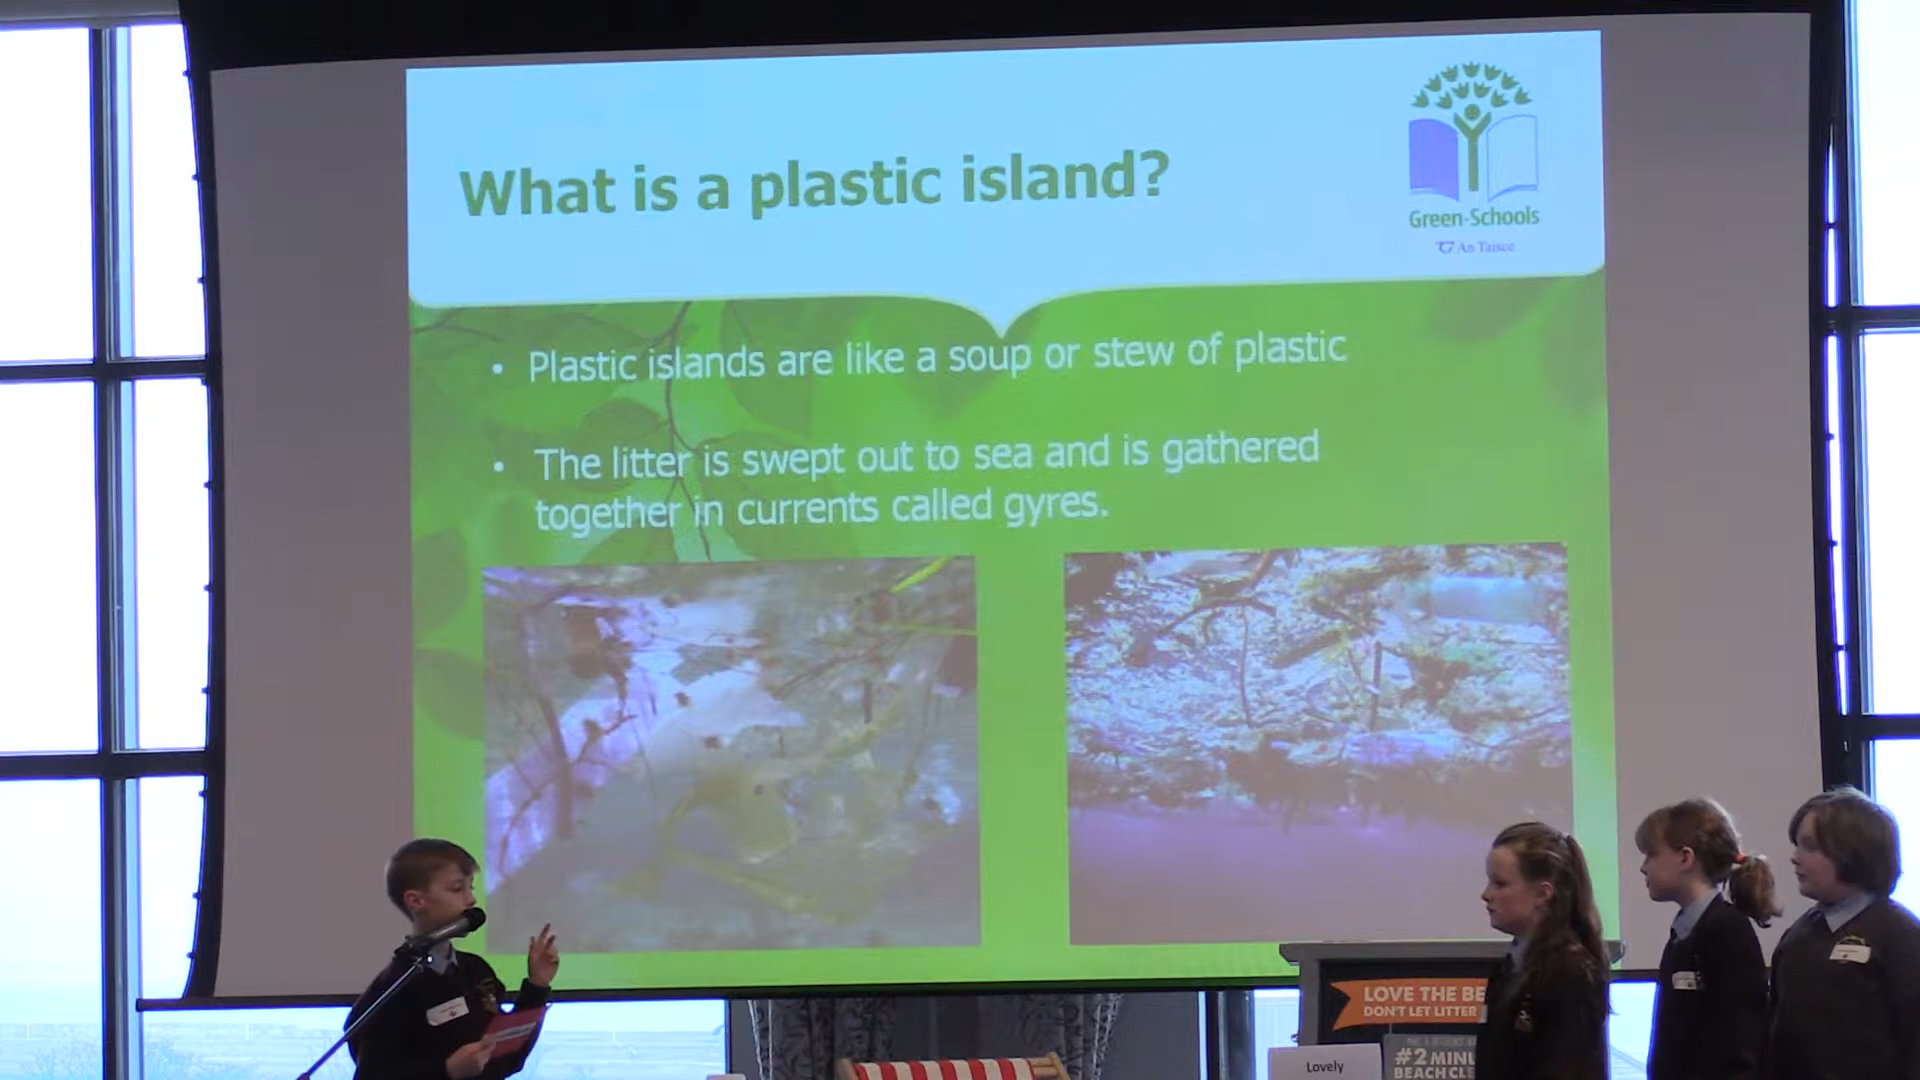 What is a plastic island?
Green-Schools
An Taisce
• Plastic islands are like a soup or stew of plastic
• The litter is swept out to sea and is gathered
together in currents called gyres.
LOVE THE BE
DON'T LET LITTER
Lovely
#2 MINU
BEACH CLE